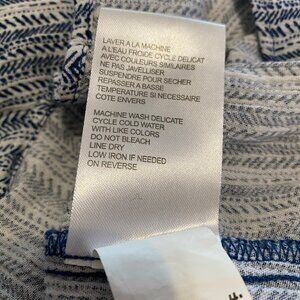 LAVER A LA MACHINE
A L'EAU FROIDE CYCLE DELICAT
AVEC COULEURS SIMILAIRES
NE PAS JAVELLISER
SUSPENDRE POUR SECHER
REPASSER A BASSE
TEMPERATURE SI NECESSAIRE
COTE ENVERS
MACHINE WASH DELICATE
CYCLE COLD WATER
WITH LIKE COLORS
DO NOT BLEACH
LINE DRY
LOW IRON IF NEEDED
ON REVERSE